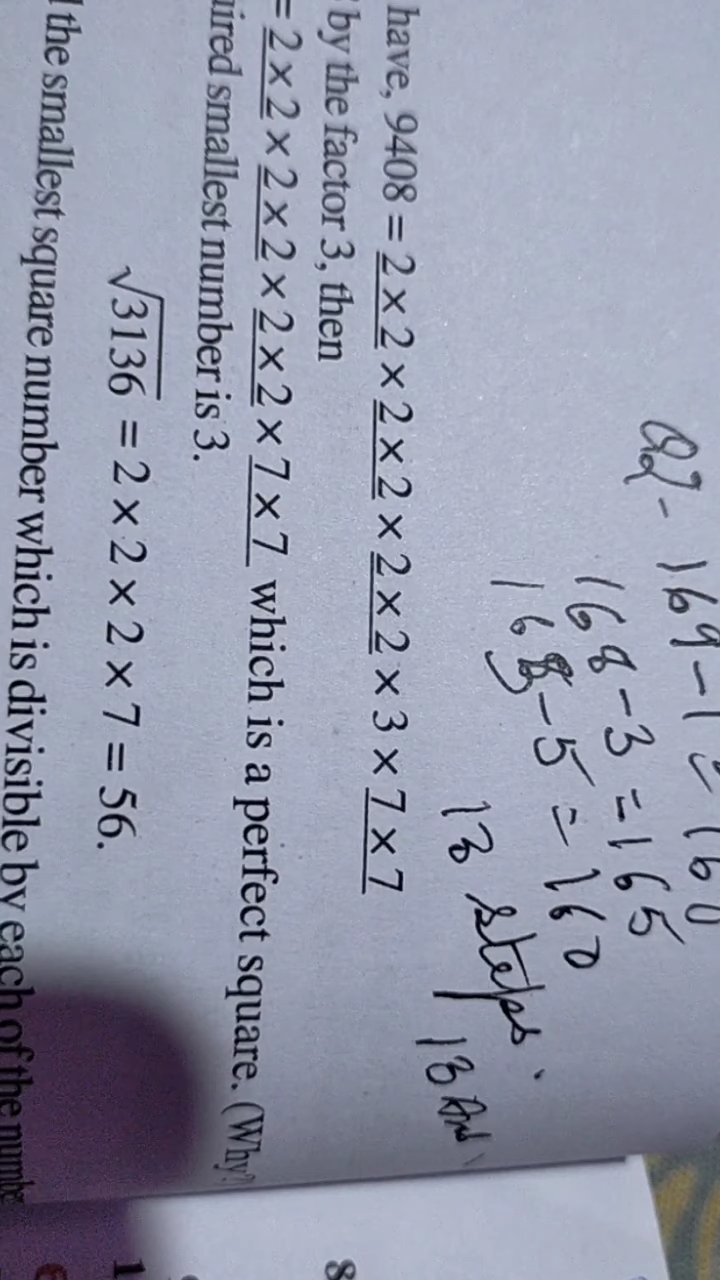 Q2 - 169 - 1 = 168
168 - 3 = 165
165 - 5 = 160
13 steps.
13 Ans
have, 9408 = 2 × 2 × 2 × 2 × 2 × 2 × 3 × 7 × 7
by the factor 3, then
= 2 × 2 × 2 × 2 × 2 × 2 × 7 × 7 which is a perfect square. (Why?
uired smallest number is 3.
√3136 = 2 × 2 × 2 × 7 = 56.
the smallest square number which is divisible by each of the numbe
8
1